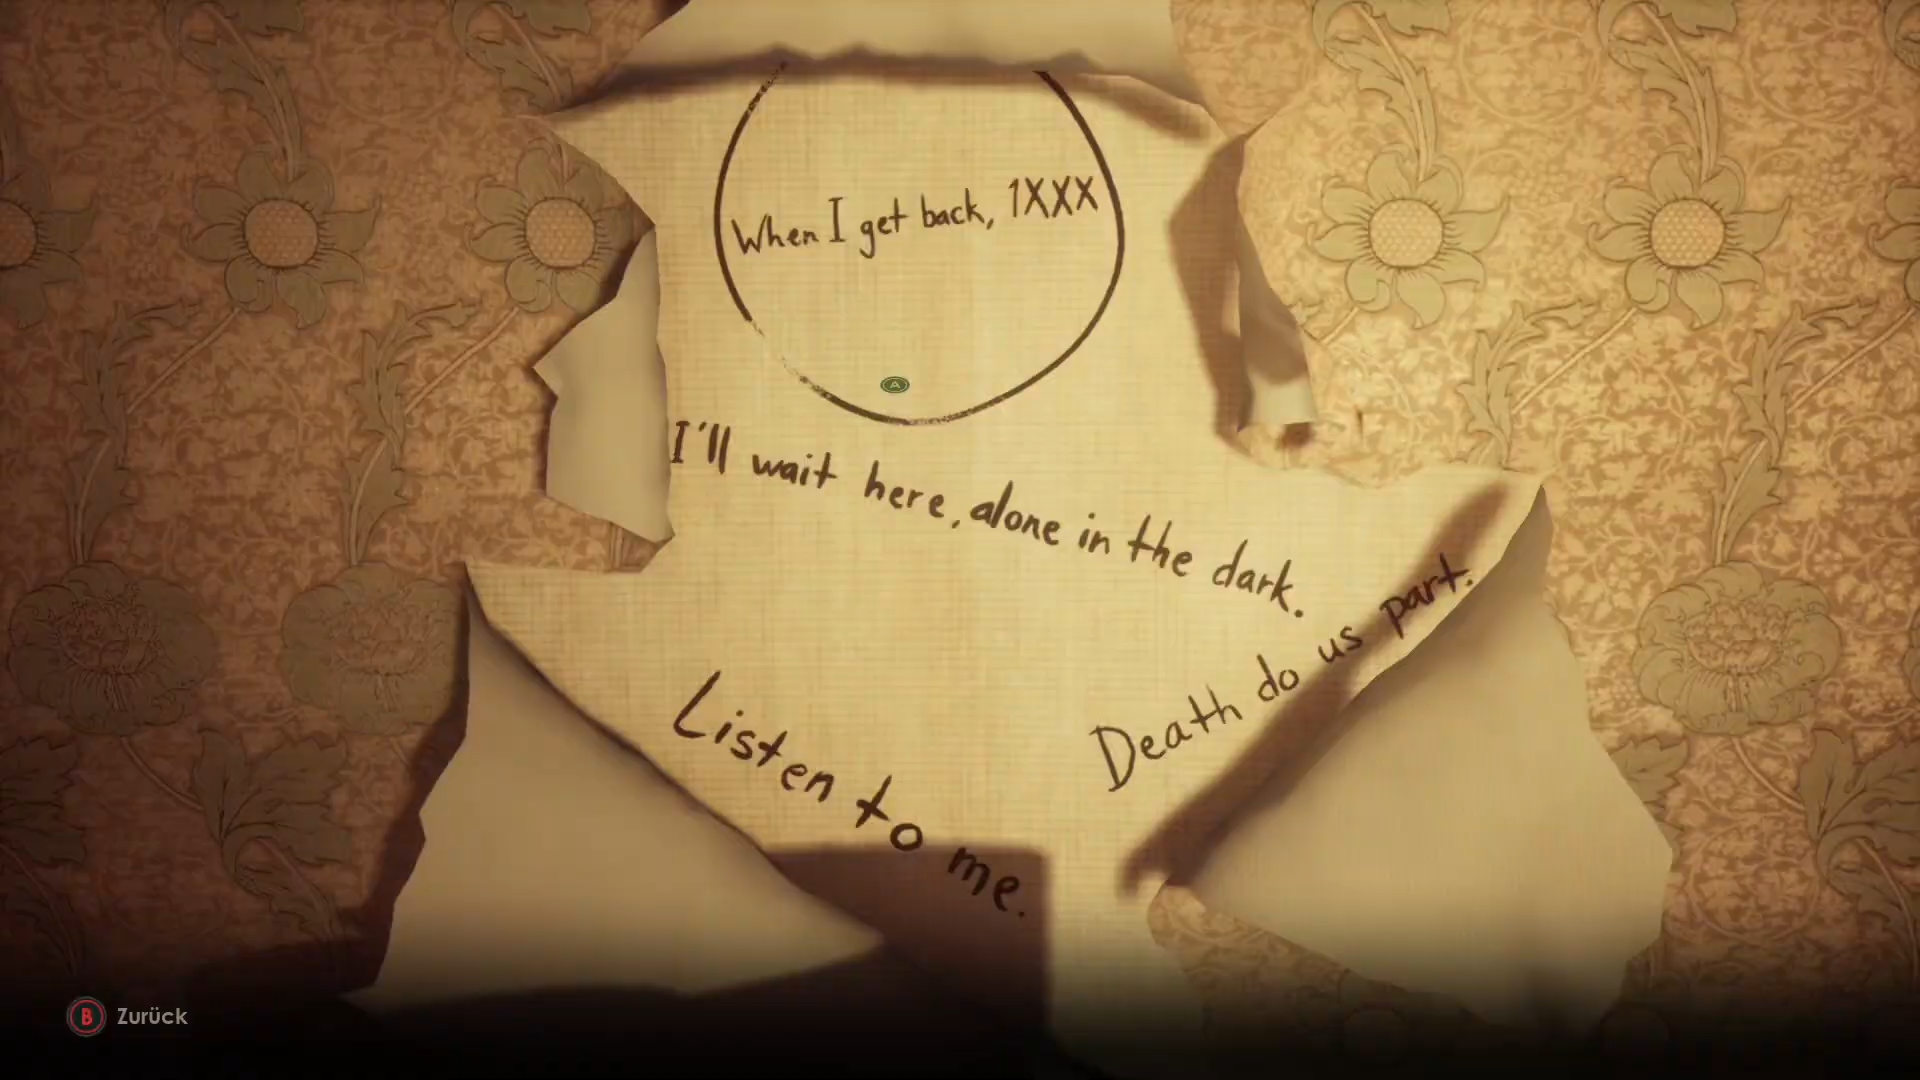 When I get back, 1XXX
I'll wait here, alone in the dark.
Death do us part.
Listen to me.
A
B Zurück